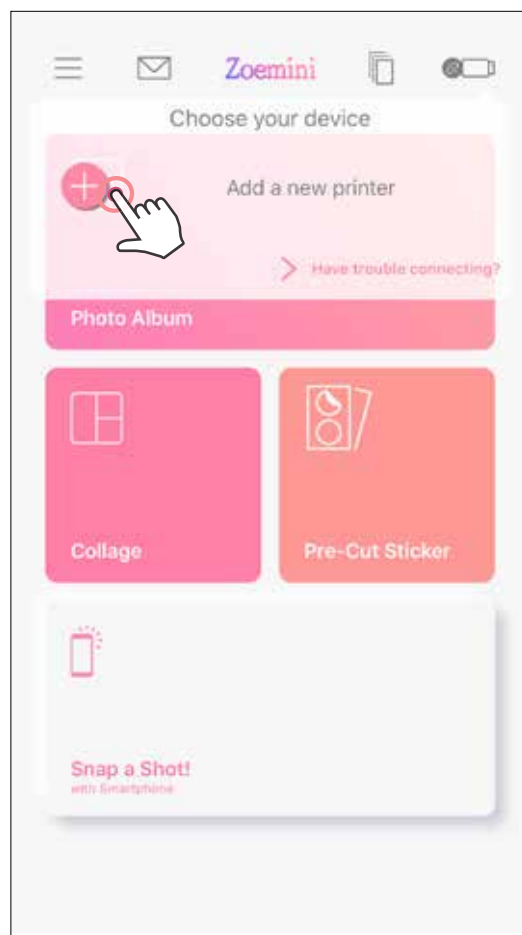 Zoemini
Choose your device
Add a new printer
Have trouble connecting?
Photo Album
Collage
Pre-Cut Sticker
Snap a Shot!
with Smartphone